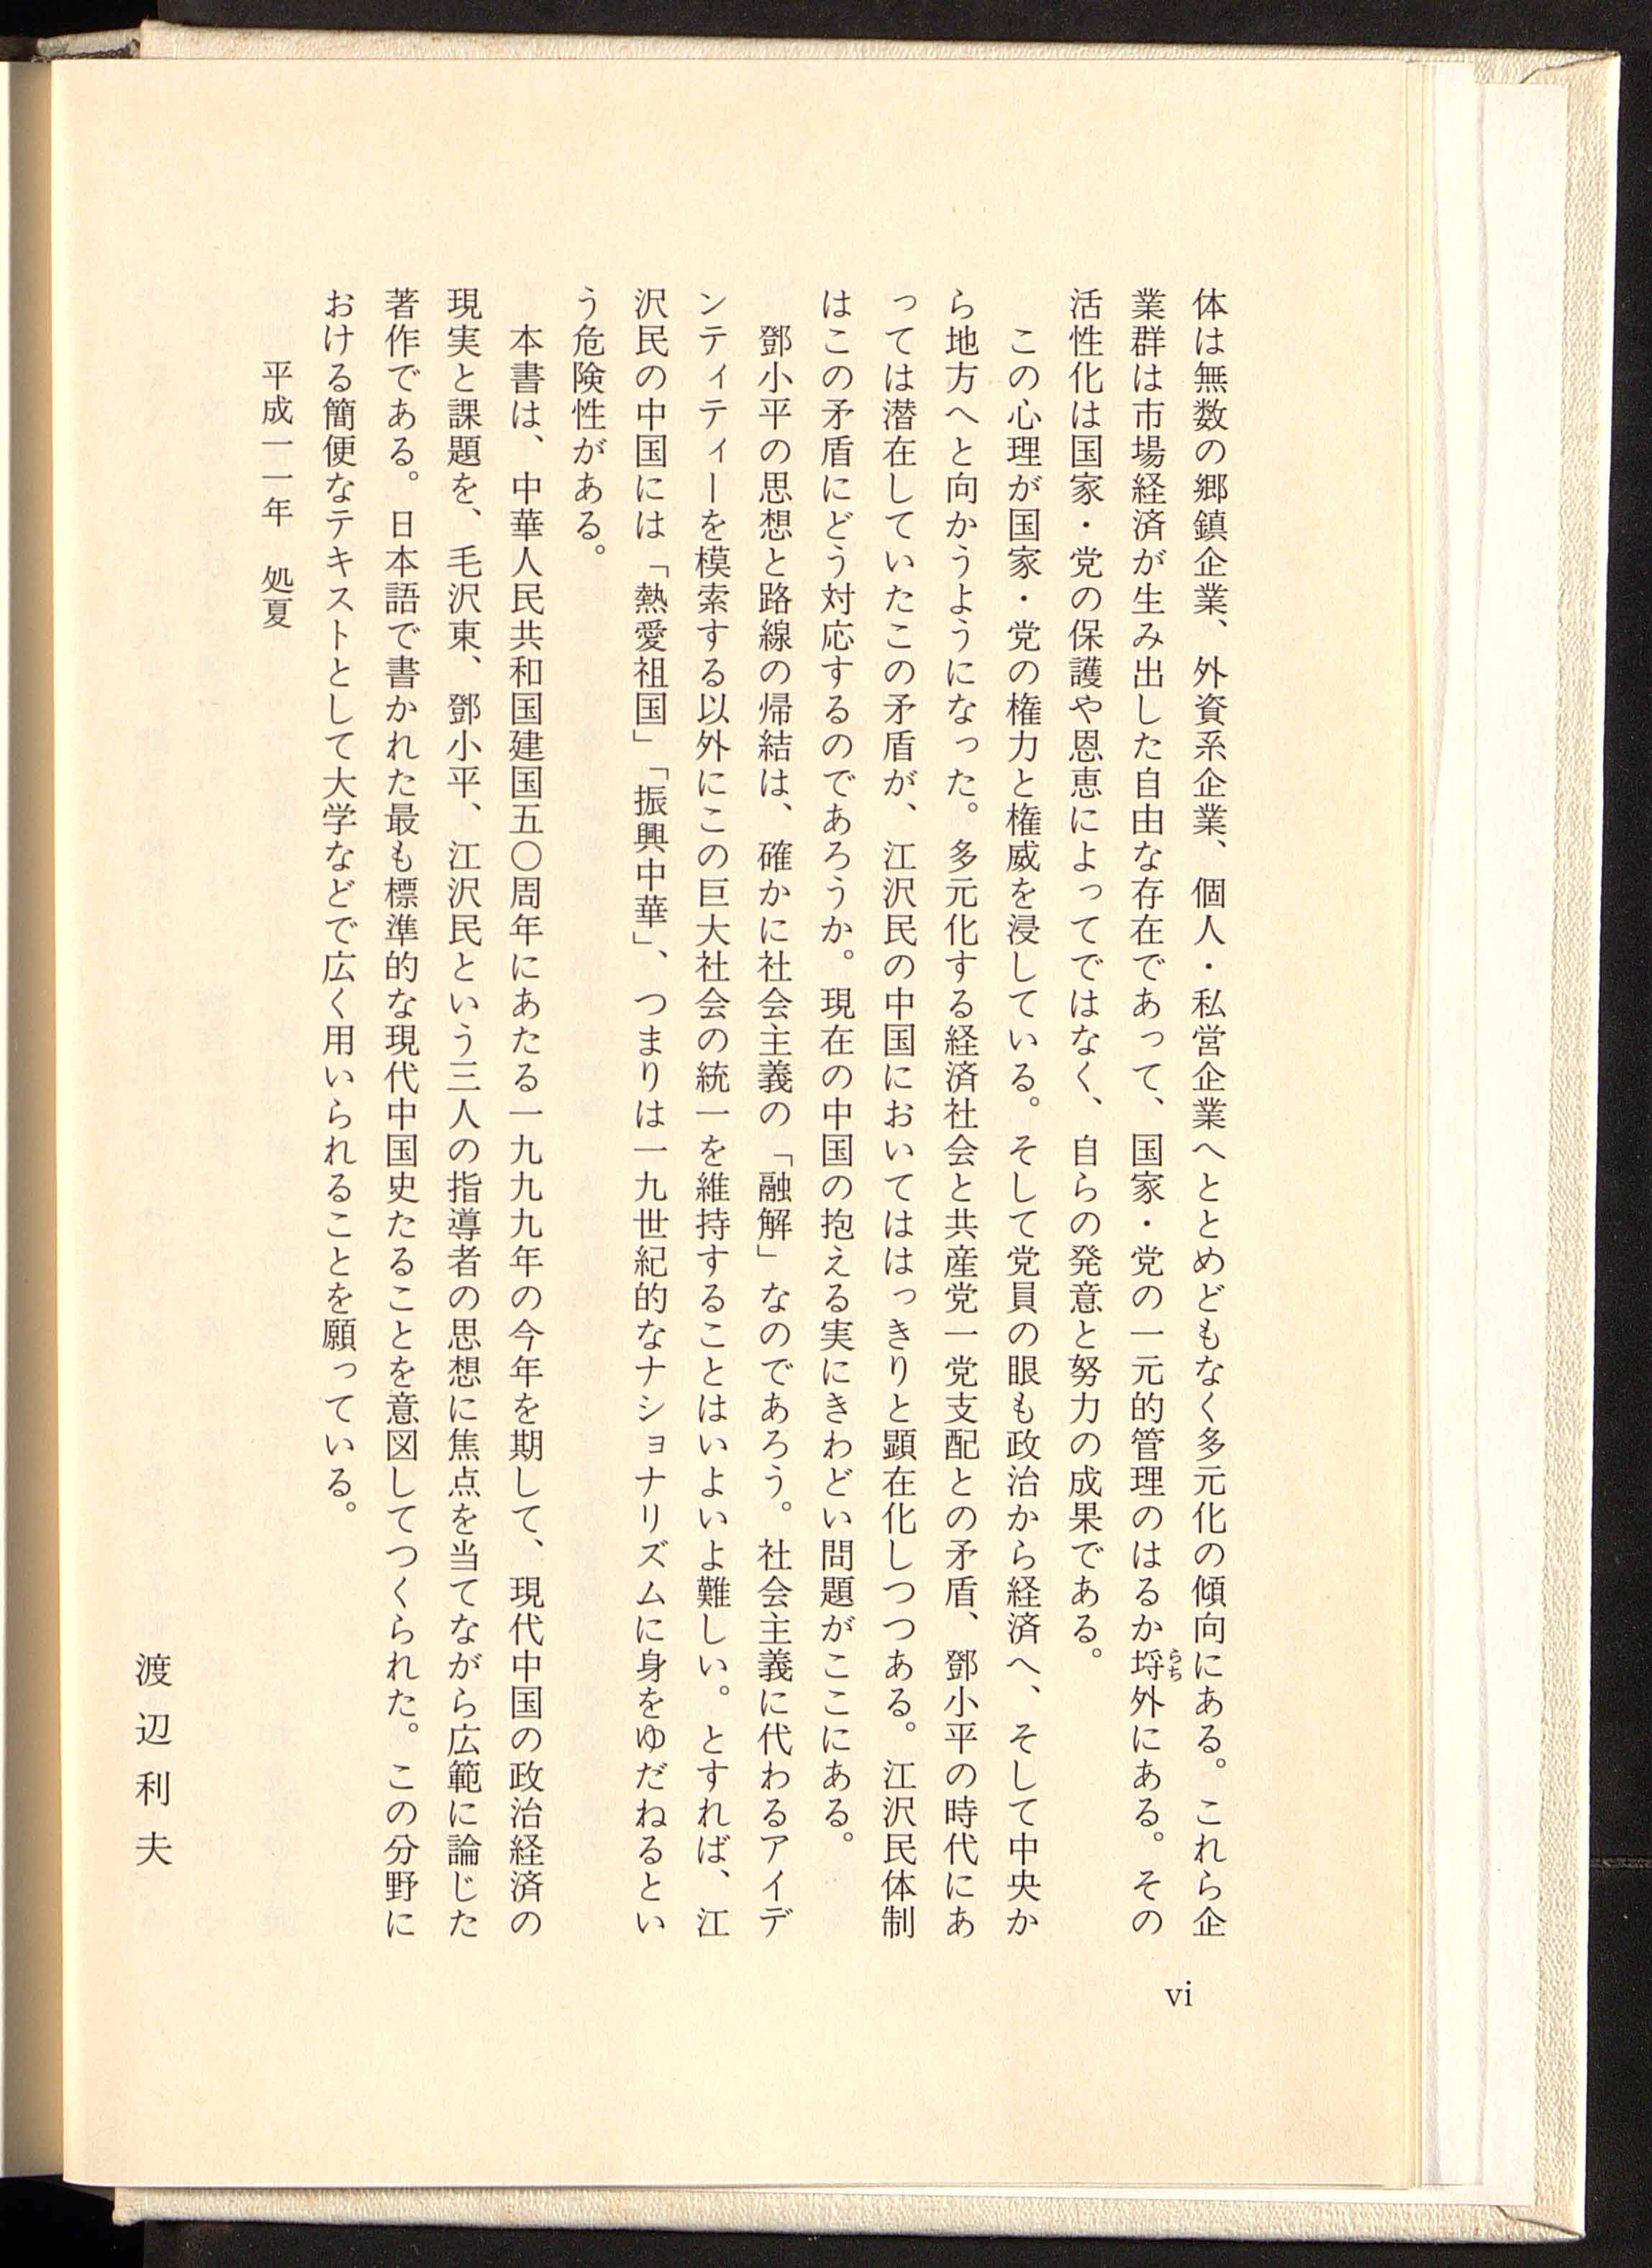 体は無数の郷鎮企業、外資系企業、個人・私営企業へととめどもなく多元化の傾向にある。これら企
業群は市場経済が生み出した自由な存在であって、国家・党の一元的管理のはるか埒外にある。その
らち
活性化は国家・党の保護や恩恵によってではなく、自らの発意と努力の成果である。
この心理が国家・党の権力と権威を浸している。そして党員の眼も政治から経済へ、そして中央か
ら地方へと向かうようになった。多元化する経済社会と共産党一党支配との矛盾、鄧小平の時代にあ
っては潜在していたこの矛盾が、江沢民の中国においてははっきりと顕在化しつつある。江沢民体制
はこの矛盾にどう対応するのであろうか。現在の中国の抱える実にきわどい問題がここにある。
鄧小平の思想と路線の帰結は、確かに社会主義の「融解」なのであろう。社会主義に代わるアイデ
ンティティーを模索する以外にこの巨大社会の統一を維持することはいよいよ難しい。とすれば、江
沢民の中国には「熱愛祖国」「振興中華」、つまりは一九世紀的なナショナリズムに身をゆだねるとい
う危険性がある。
本書は、中華人民共和国建国五〇周年にあたる一九九九年の今年を期して、現代中国の政治経済の
現実と課題を、毛沢東、鄧小平、江沢民という三人の指導者の思想に焦点を当てながら広範に論じた
著作である。日本語で書かれた最も標準的な現代中国史たることを意図してつくられた。この分野に
おける簡便なテキストとして大学などで広く用いられることを願っている。
平成一一年　処夏
渡辺利夫
vi